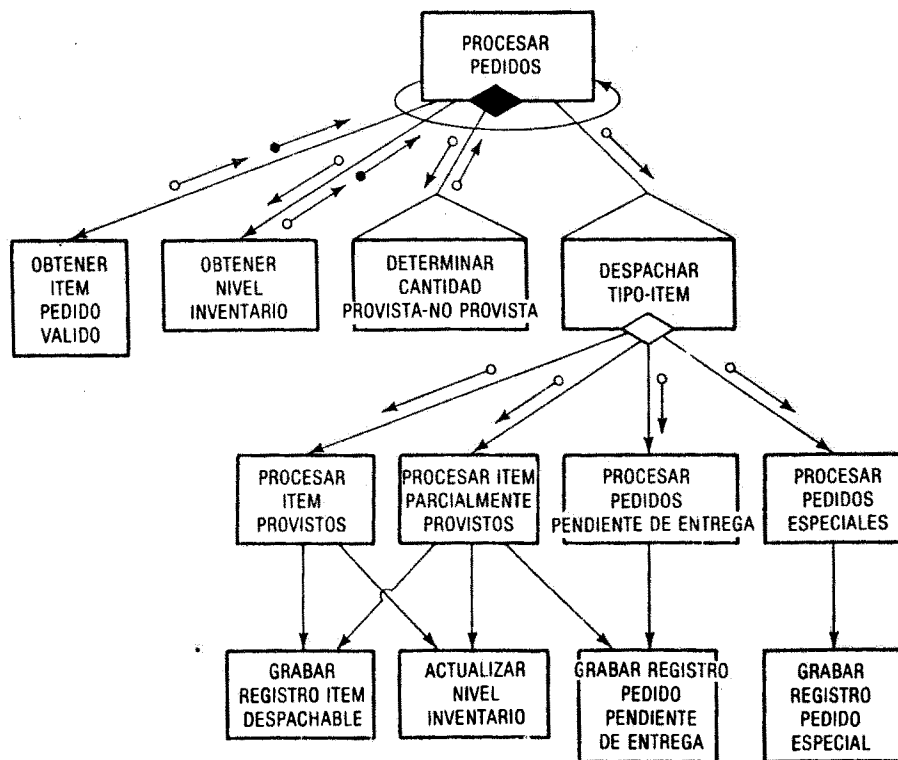 PROCESAR
PEDIDOS
OBTENER
ITEM
PEDIDO
VALIDO
OBTENER
NIVEL
INVENTARIO
DETERMINAR
CANTIDAD
PROVISTA-NO PROVISTA
DESPACHAR
TIPO-ITEM
PROCESAR
ITEM
PROVISTOS
PROCESAR ITEM
PARCIALMENTE
PROVISTOS
PROCESAR
PEDIDOS
PENDIENTE DE ENTREGA
PROCESAR
PEDIDOS
ESPECIALES
GRABAR
REGISTRO ITEM
DESPACHABLE
ACTUALIZAR
NIVEL
INVENTARIO
GRABAR REGISTRO
PEDIDO
PENDIENTE
DE ENTREGA
GRABAR
REGISTRO
PEDIDO
ESPECIAL